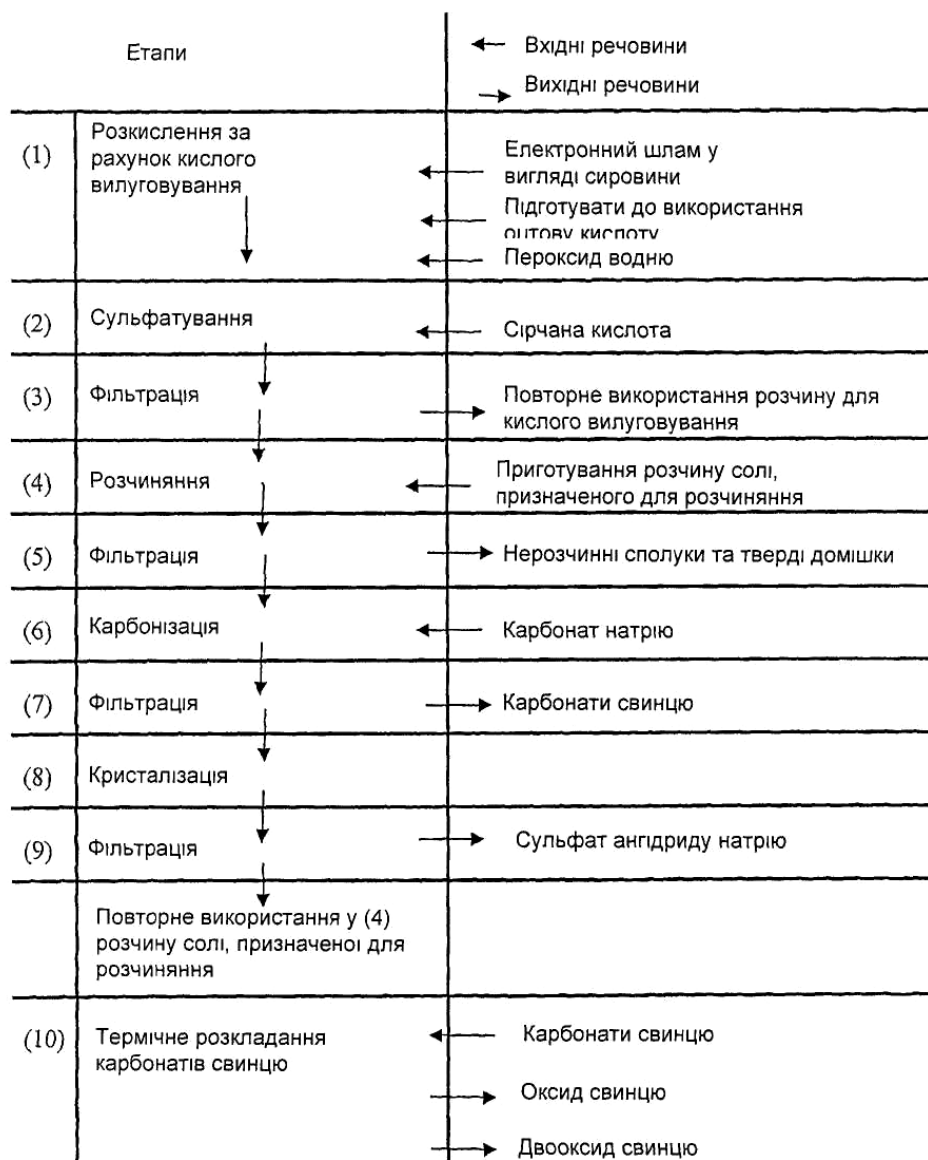 Етапи
Вхідні речовини
Вихідні речовини
(1)
Розкислення за
рахунок кислого
вилуговування
Електронний шлам у
вигляді сировини
Підготувати до використання
оцтову кислоту
Пероксид водню
(2)
Сульфатування
Сірчана кислота
(3)
Фільтрація
Повторне використання розчину для
кислого вилуговування
(4)
Розчиняння
Приготування розчину солі,
призначеного для розчиняння
(5)
Фільтрація
Нерозчинні сполуки та тверді домішки
(6)
Карбонізація
Карбонат натрію
(7)
Фільтрація
Карбонати свинцю
(8)
Кристалізація
(9)
Фільтрація
Сульфат ангідриду натрію
Повторне використання у (4)
розчину солі, призначеної для
розчиняння
(10)
Термічне розкладання
карбонатів свинцю
Карбонати свинцю
Оксид свинцю
Двооксид свинцю